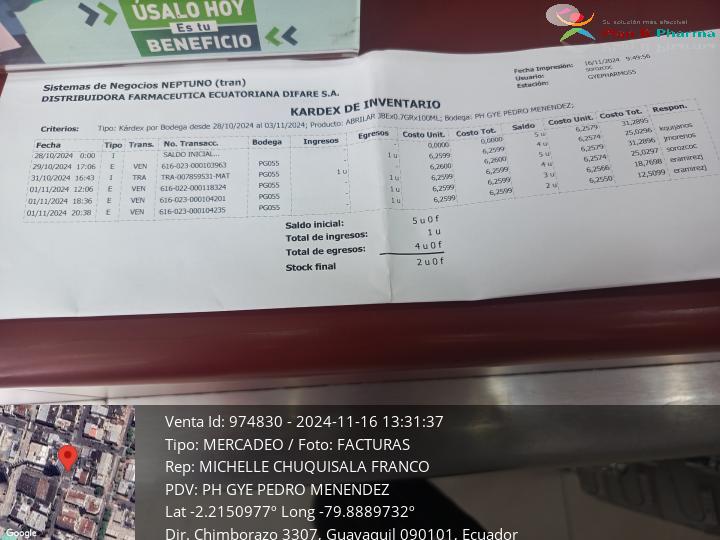 ÚSALO HOY
Es tu
BENEFICIO
Su solución más efectiva!
Pharma
Sistemas de Negocios NEPTUNO (tran)
DISTRIBUIDORA FARMACEUTICA ECUATORIANA DIFARE S.A.
Fecha Impresión: 16/11/2024 9:49:56
Usuario: sorozcoc
Estación: GYEPHARMO55
KARDEX DE INVENTARIO
Criterios: Tipo: Kárdex por Bodega desde 28/10/2024 al 03/11/2024; Producto: ABRILAR JBEx0.7GRx100ML; Bodega: PH GYE PEDRO MENENDEZ;
Fecha Tipo Trans. No. Transacc. Bodega Ingresos Egresos Costo Unit. Costo Tot. Saldo Costo Unit. Costo Tot. Respon.
28/10/2024 0:00 I SALDO INICIAL... - - 0,0000 0,0000 5 u 6,2579 31,2895
29/10/2024 17:06 E VEN 616-023-000103963 PG055 - 1 u 6,2599 6,2599 4 u 6,2574 25,0296 kquijanos
31/10/2024 16:43 I TRA TRA-007859531-MAT PG055 1 u - 6,2600 6,2600 5 u 6,2579 31,2896 jmorenos
01/11/2024 12:06 E VEN 616-022-000118324 PG055 - 1 u 6,2599 6,2599 4 u 6,2574 25,0297 sorozcoc
01/11/2024 18:36 E VEN 616-023-000104201 PG055 - 1 u 6,2599 6,2599 3 u 6,2566 18,7698 eramirezj
01/11/2024 20:38 E VEN 616-023-000104235 PG055 - 1 u 6,2599 6,2599 2 u 6,2550 12,5099 eramirezj
Saldo inicial: 5 u 0 f
Total de ingresos: 1 u
Total de egresos: 4 u 0 f
Stock final 2 u 0 f
Venta Id: 974830 - 2024-11-16 13:31:37
Tipo: MERCADEO / Foto: FACTURAS
Rep: MICHELLE CHUQUISALA FRANCO
PDV: PH GYE PEDRO MENENDEZ
Lat -2.2150977° Long -79.8889732°
Dir. Chimborazo 3307, Guayaquil 090101, Ecuador
Google